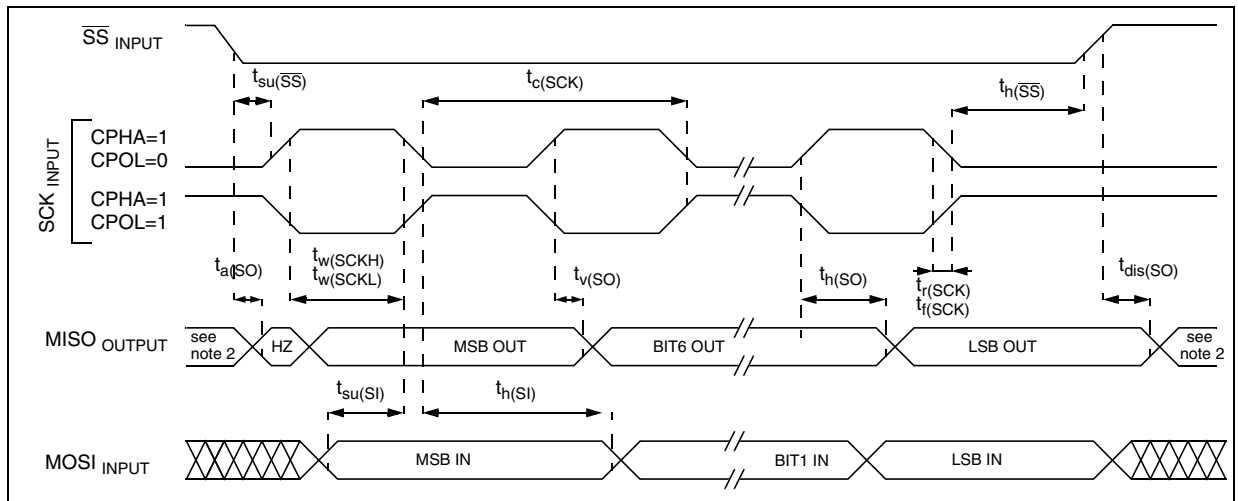 SS INPUT
tsu(SS)
tc(SCK)
th(SS)
SCK INPUT
CPHA=1
CPOL=0
CPHA=1
CPOL=1
ta(SO)
tw(SCKH)
tw(SCKL)
tv(SO)
th(SO)
tr(SCK)
tf(SCK)
tdis(SO)
MISO OUTPUT
see
note 2
HZ
MSB OUT
BIT6 OUT
LSB OUT
see
note 2
tsu(SI)
th(SI)
MOSI INPUT
MSB IN
BIT1 IN
LSB IN